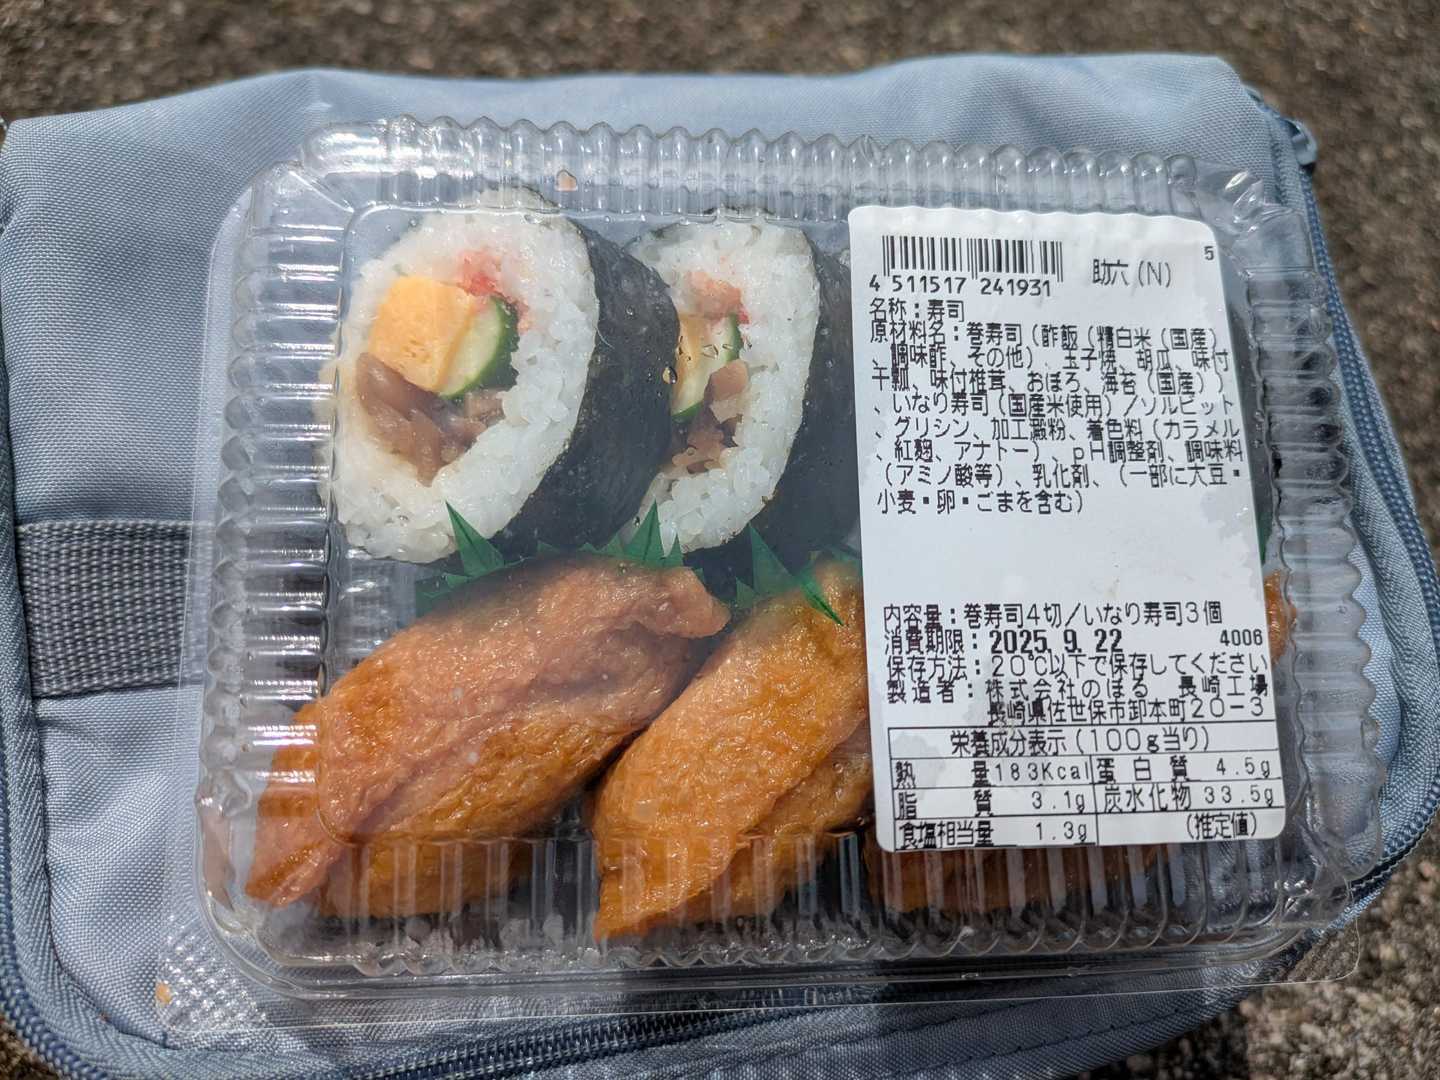 5
4 511517 241931 助六(N)
名称:寿司
原材料名:巻寿司(酢飯(精白米(国産)
、調味酢、その他)、玉子焼、胡瓜、味付
干瓢、味付椎茸、おぼろ、海苔(国産))
、いなり寿司(国産米使用)/ソルビット
、グリシン、加工澱粉、着色料(カラメル
、紅麹、アナトー)、pH調整剤、調味料
(アミノ酸等)、乳化剤、(一部に大豆・
小麦・卵・ごまを含む)
内容量:巻寿司4切/いなり寿司3個
消費期限:2025.9.22 4006
保存方法:20℃以下で保存してください
製造者:株式会社のぼる 長崎工場
長崎県佐世保市卸本町20-3
栄養成分表示(100g当り)
熱量183Kcal 蛋白質 4.5g
脂質 3.1g 炭水化物 33.5g
食塩相当量 1.3g (推定値)